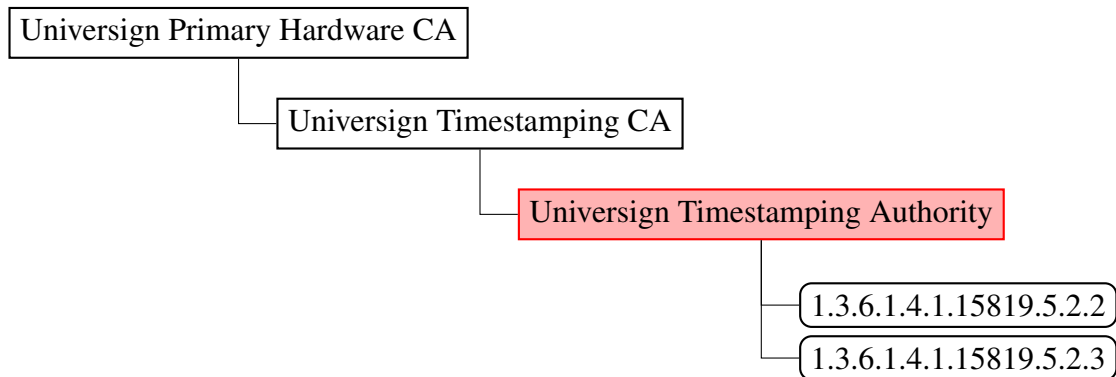 Universign Primary Hardware CA
Universign Timestamping CA
Universign Timestamping Authority
1.3.6.1.4.1.15819.5.2.2
1.3.6.1.4.1.15819.5.2.3